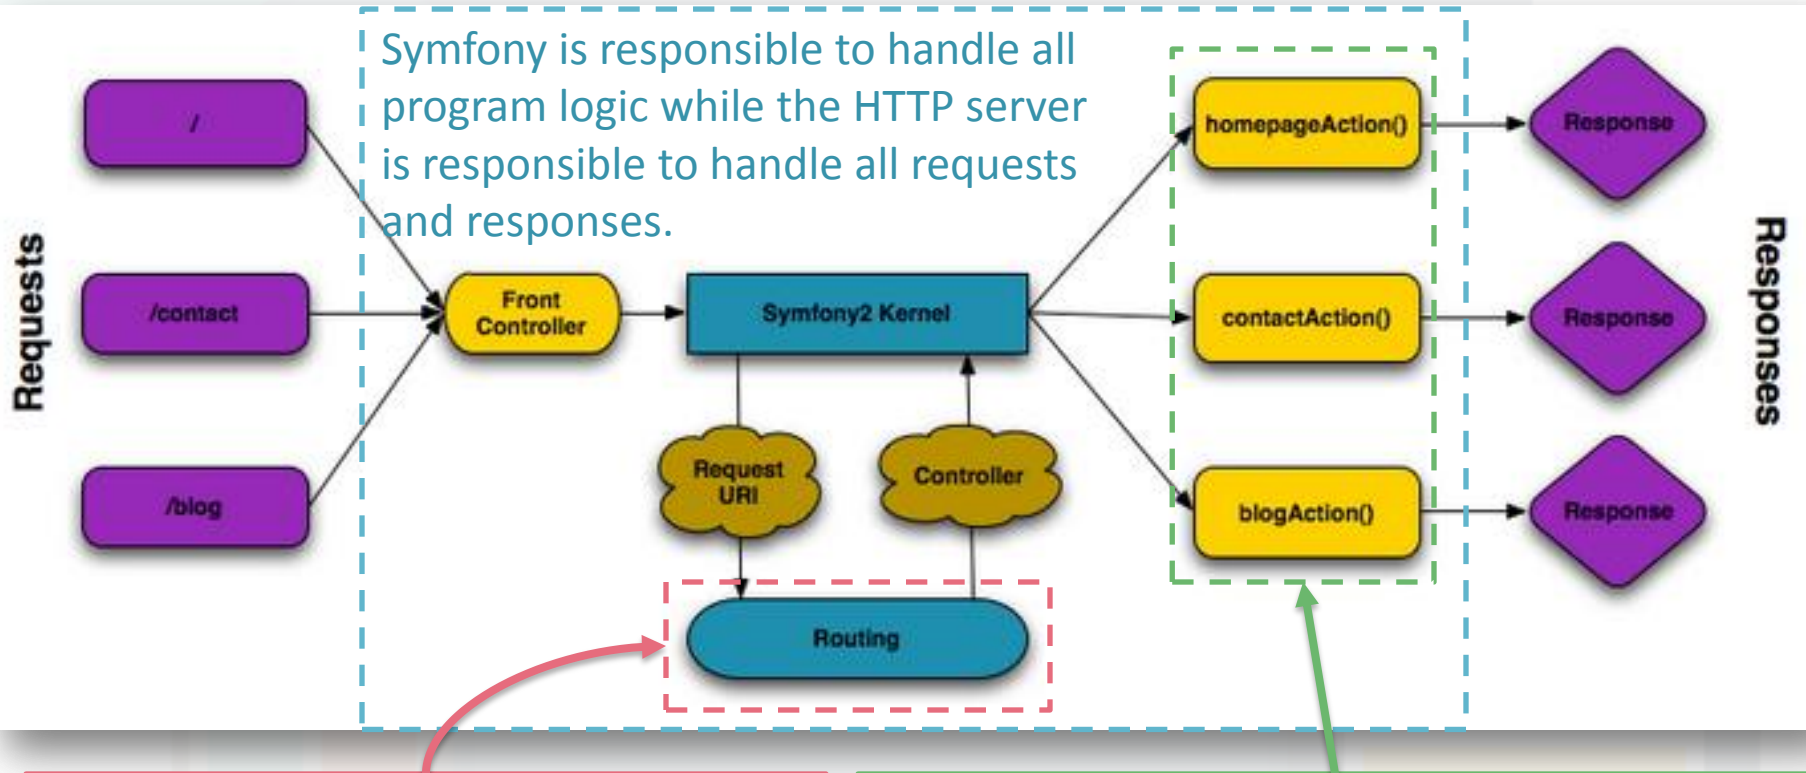 Symfony is responsible to handle all
program logic while the HTTP server
is responsible to handle all requests
and responses.
Requests
/
/contact
/blog
Front
Controller
Symfony2 Kernel
Request
URI
Controller
Routing
homepageAction()
contactAction()
blogAction()
Response
Response
Response
Responses